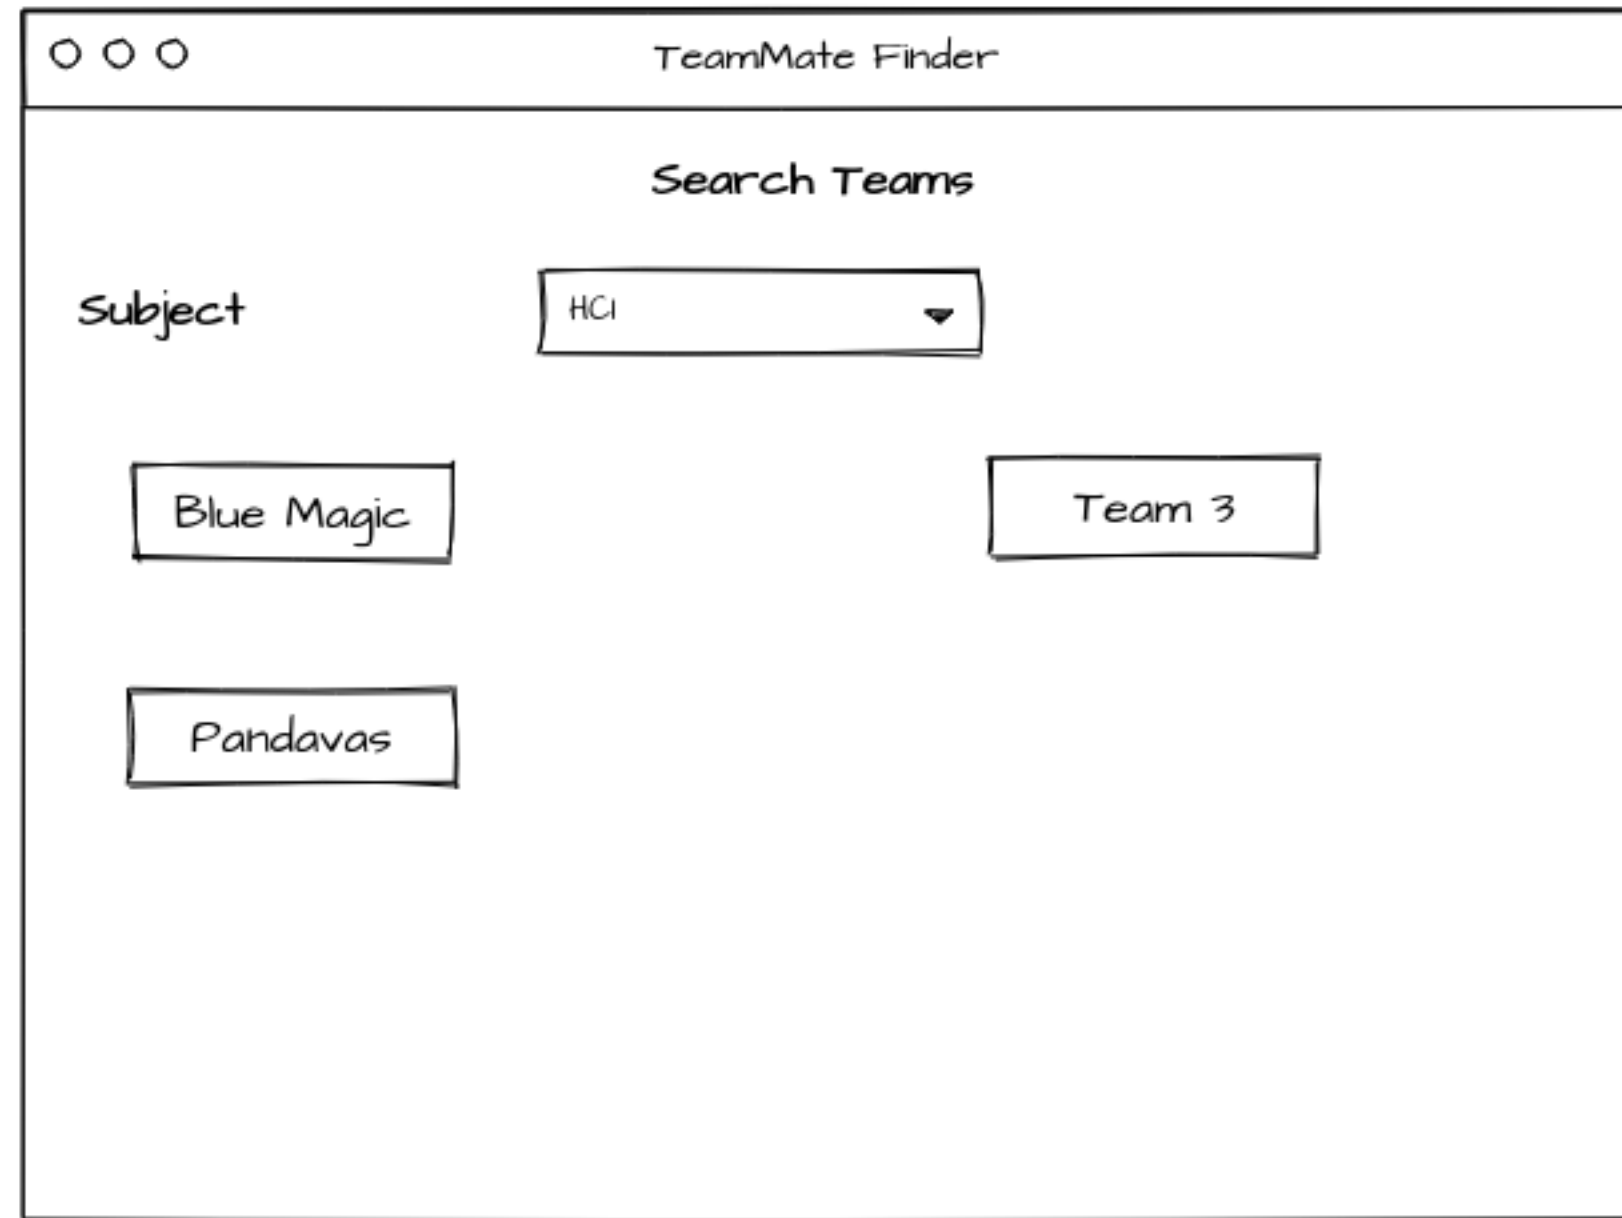 TeamMate Finder
Search Teams
Subject
HCI
Blue Magic
Team 3
Pandavas